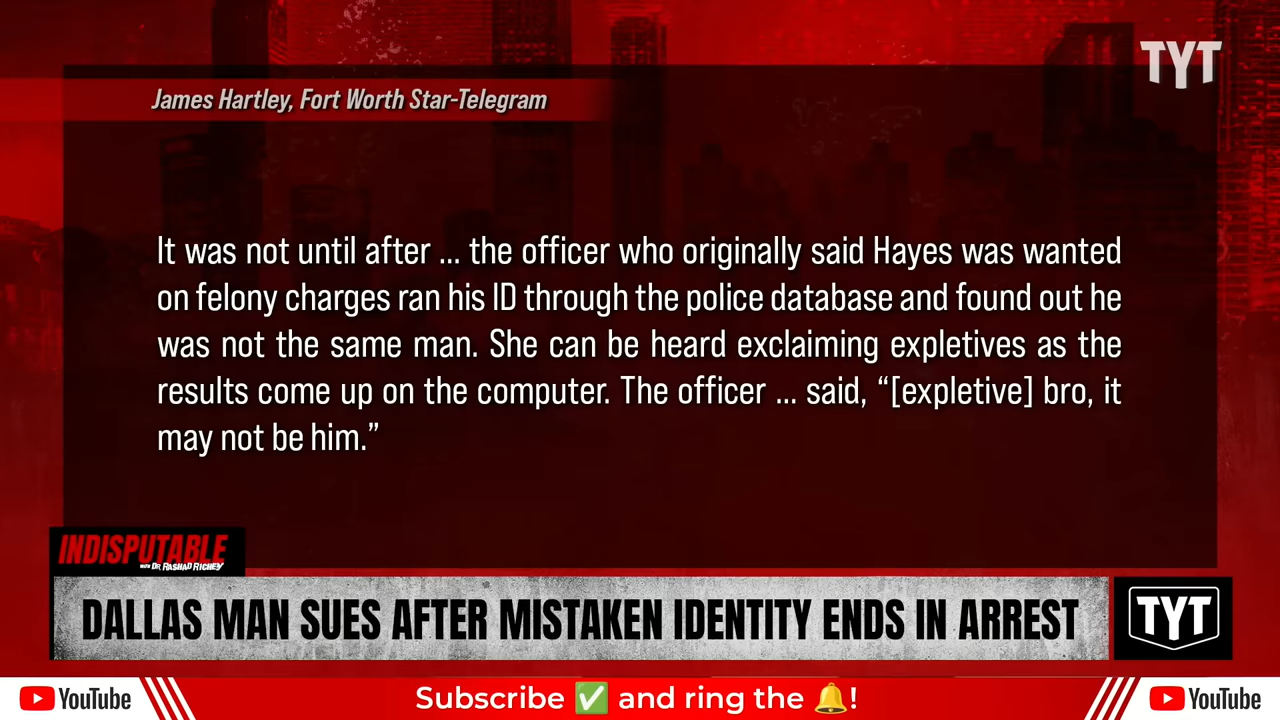 TYT
James Hartley, Fort Worth Star-Telegram
It was not until after ... the officer who originally said Hayes was wanted
on felony charges ran his ID through the police database and found out he
was not the same man. She can be heard exclaiming expletives as the
results come up on the computer. The officer ... said, “[expletive] bro, it
may not be him.”
INDISPUTABLE
WITH DR. RASHAD RICHEY
DALLAS MAN SUES AFTER MISTAKEN IDENTITY ENDS IN ARREST
TYT
YouTube
Subscribe ✅ and ring the 🔔!
YouTube